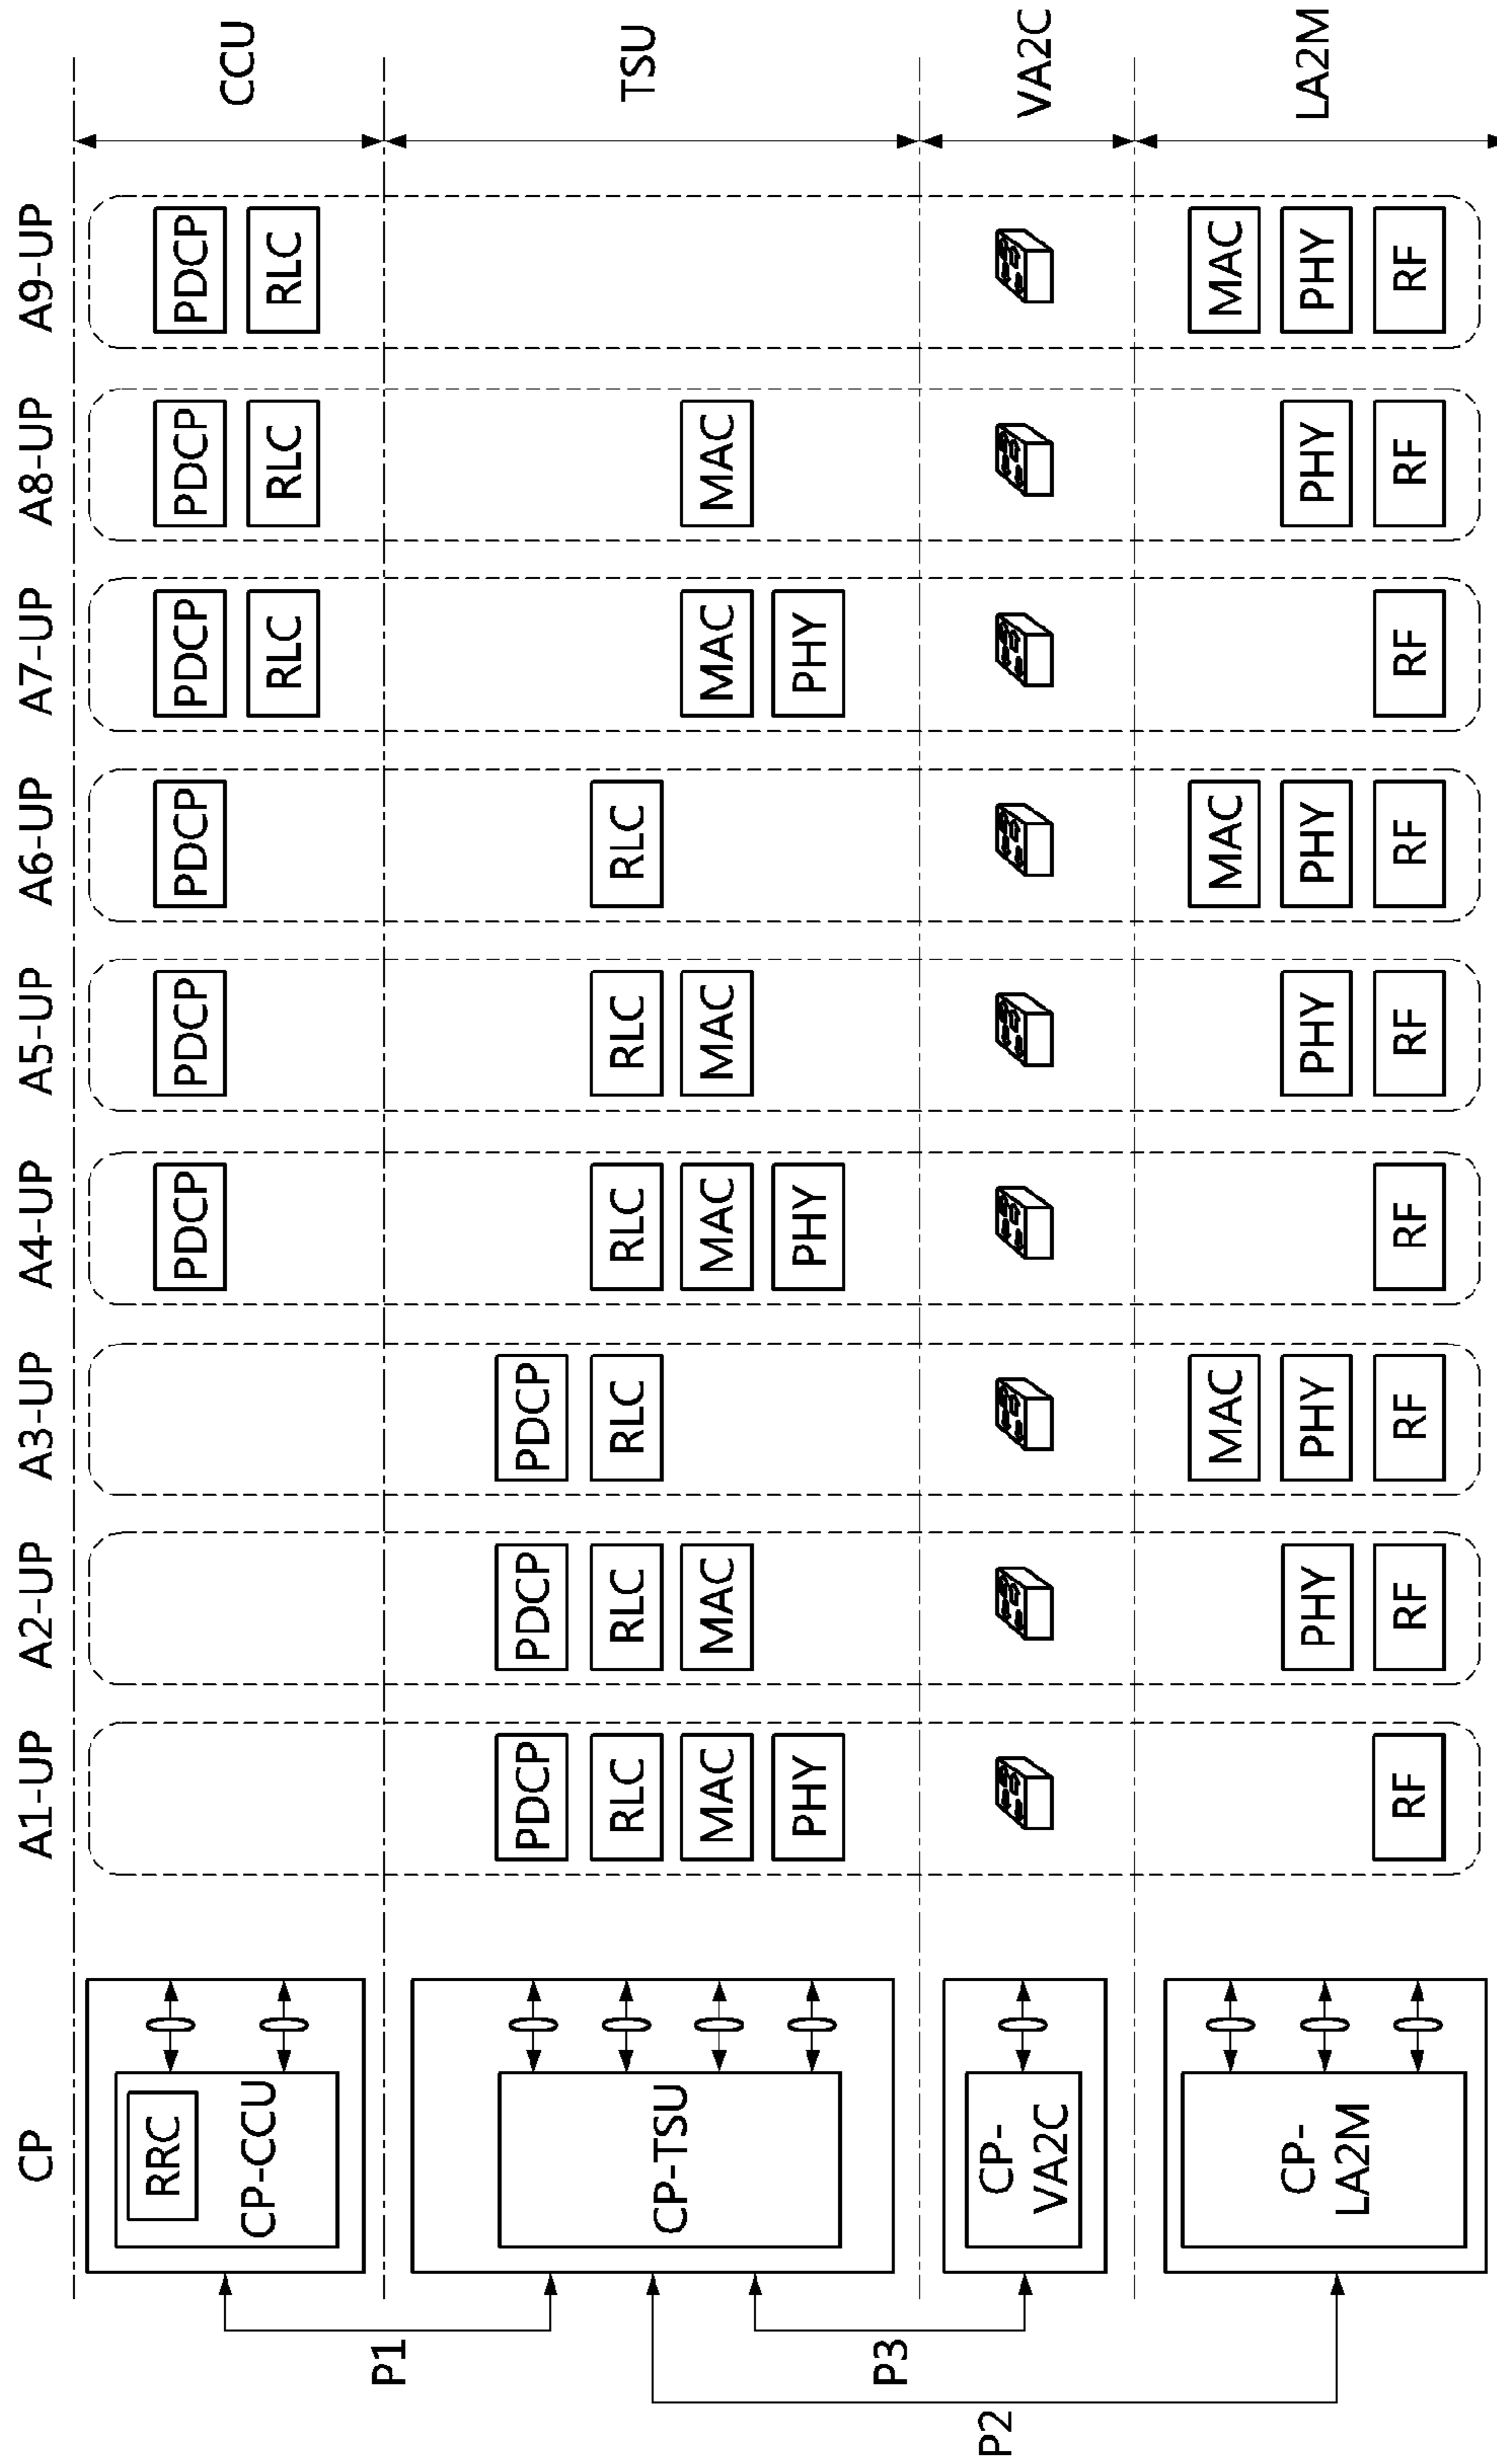 CP
A1-UP
A2-UP
A3-UP
A4-UP
A5-UP
A6-UP
A7-UP
A8-UP
A9-UP
RRC
CP-CCU
PDCP
PDCP
PDCP
PDCP
PDCP
PDCP
CCU
RLC
RLC
RLC
P1
PDCP
PDCP
PDCP
RLC
RLC
RLC
RLC
RLC
RLC
TSU
CP-TSU
MAC
MAC
MAC
MAC
MAC
MAC
PHY
PHY
PHY
P3
P2
CP-
VA2C
VA2C
MAC
MAC
MAC
CP-
LA2M
PHY
PHY
PHY
PHY
PHY
PHY
LA2M
RF
RF
RF
RF
RF
RF
RF
RF
RF